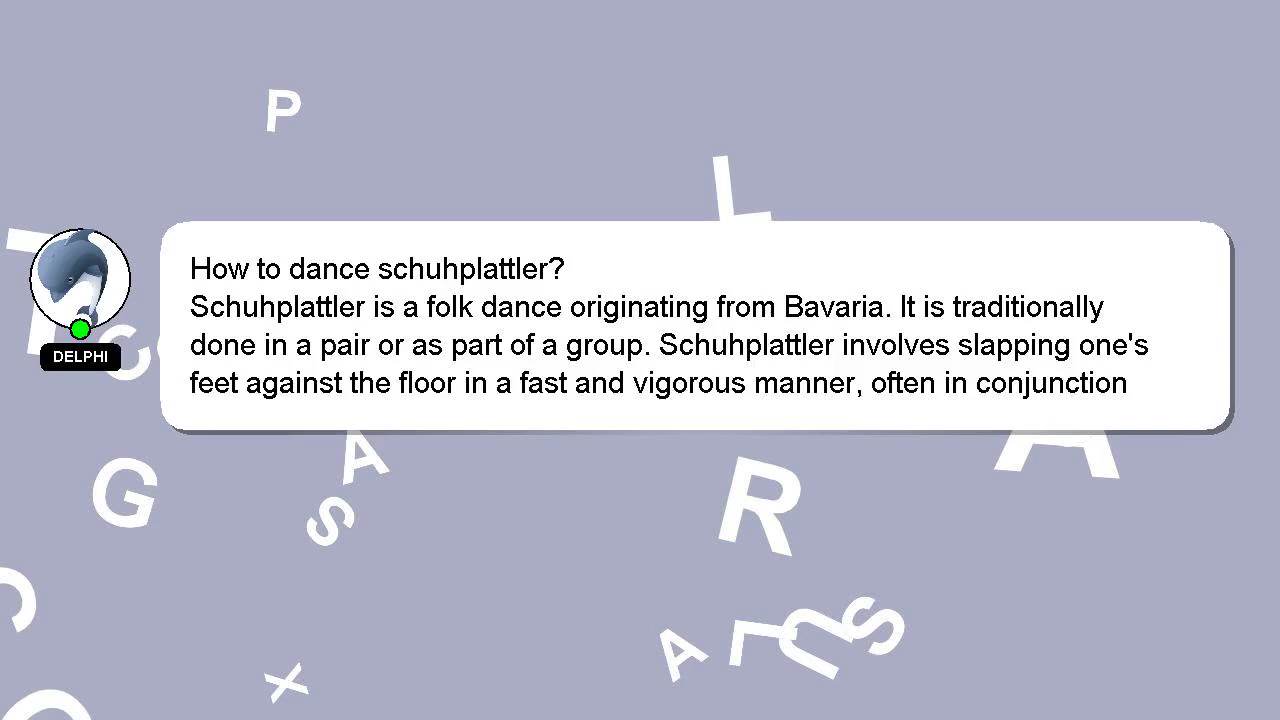 P
L
How to dance schuhplattler?
Schuhplattler is a folk dance originating from Bavaria. It is traditionally
done in a pair or as part of a group. Schuhplattler involves slapping one's
feet against the floor in a fast and vigorous manner, often in conjunction
DELPHI
C
A
A
G
R
S
A
L
U
S
X